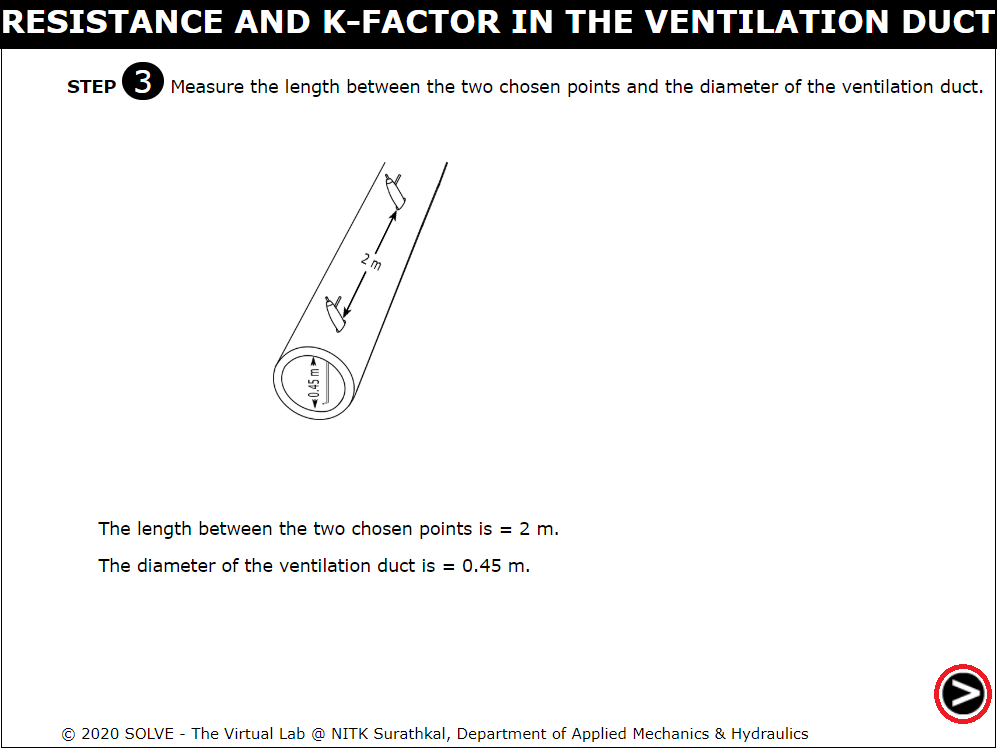 RESISTANCE AND K-FACTOR IN THE VENTILATION DUCT
STEP 3 Measure the length between the two chosen points and the diameter of the ventilation duct.
2 m
0.45 m
The length between the two chosen points is = 2 m.
The diameter of the ventilation duct is = 0.45 m.
© 2020 SOLVE - The Virtual Lab @ NITK Surathkal, Department of Applied Mechanics & Hydraulics